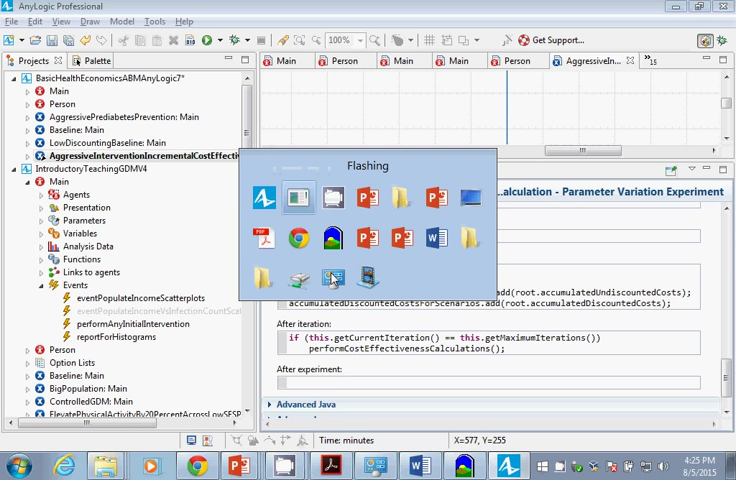 AnyLogic Professional
File Edit View Draw Model Tools Help
100% Get Support...
Projects Palette
Main Person Main Main Person AggressiveIn... »15
BasicHealthEconomicsABMAnyLogic7*
Main
Person
AggressivePrediabetesPrevention: Main
Baseline: Main
LowDiscountingBaseline: Main
AggressiveInterventionIncrementalCostEffectiv
IntroductoryTeachingGDMV4
Main
Agents
Presentation
Parameters
Variables
Analysis Data
Functions
Links to agents
Events
eventPopulateIncomeScatterplots
eventPopulateIncomeVsInfectionCountScat
performAnyInitialIntervention
reportForHistograms
Person
Option Lists
Baseline: Main
BigPopulation: Main
ControlledGDM: Main
ElevatePhysicalActivityBy20PercentAcrossLowSESP
Flashing
..alculation - Parameter Variation Experiment
.add(root.accumulatedUndiscountedCosts);
accumulatedDiscountedCostsForScenarios.add(root.accumulatedDiscountedCosts);
After iteration:
if (this.getCurrentIteration() == this.getMaximumIterations())
performCostEffectivenessCalculations();
After experiment:
Advanced Java
Time: minutes X=577, Y=255
4:25 PM
8/5/2015